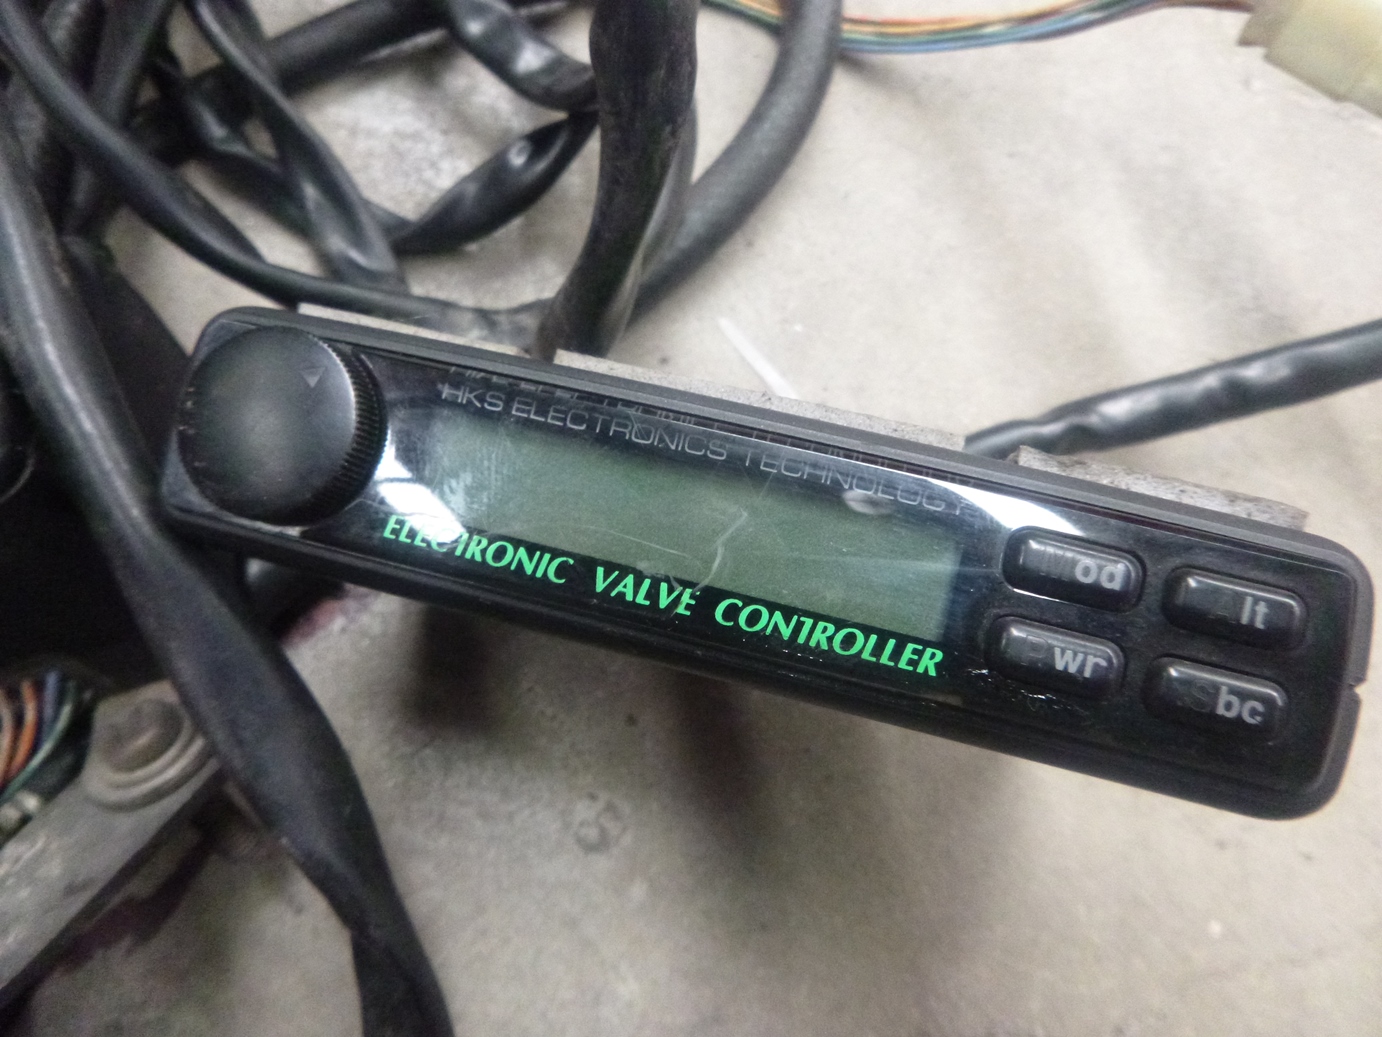 HKS ELECTRONICS TECHNOLOGY
ELECTRONIC VALVE CONTROLLER
Mod
Alt
Pwr
Sbc